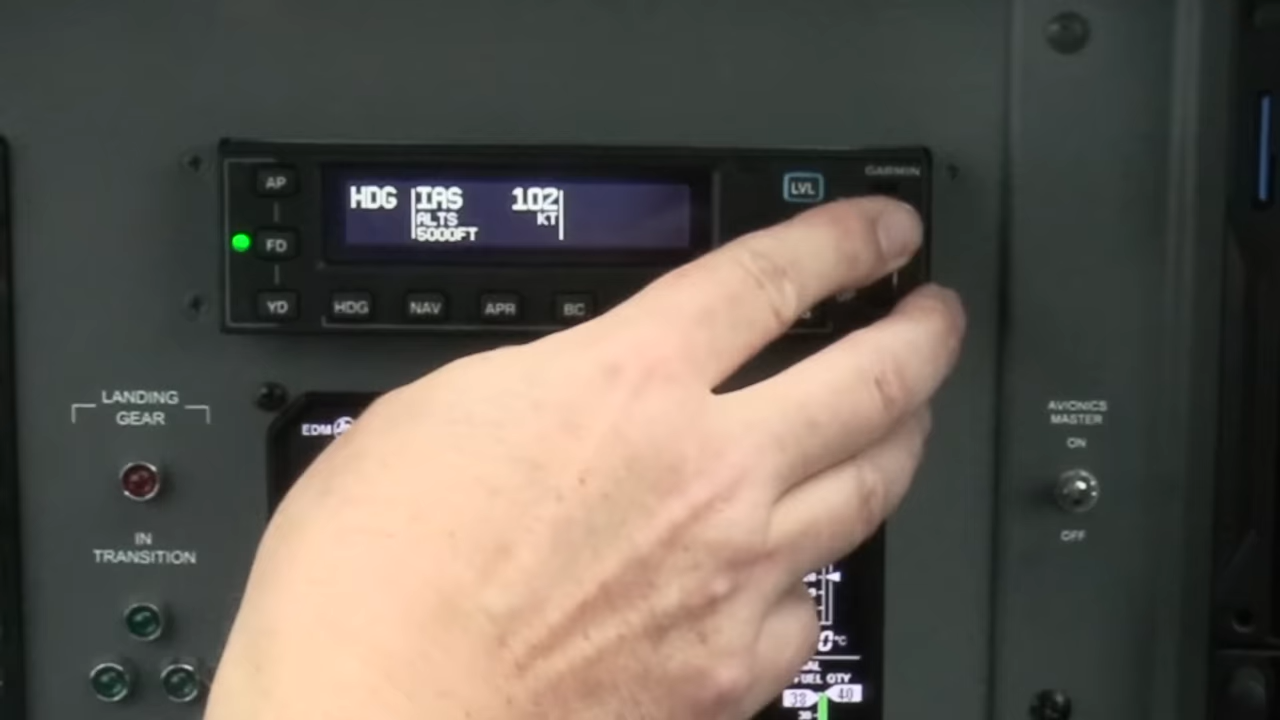 GARMIN
AP
LVL
HDG IAS 102
ALTS KT
5000FT
FD
YD HDG NAV APR BC
LANDING
GEAR
AVIONICS
MASTER
ON
EDM
OFF
IN
TRANSITION
°C
FUEL QTY
38 40